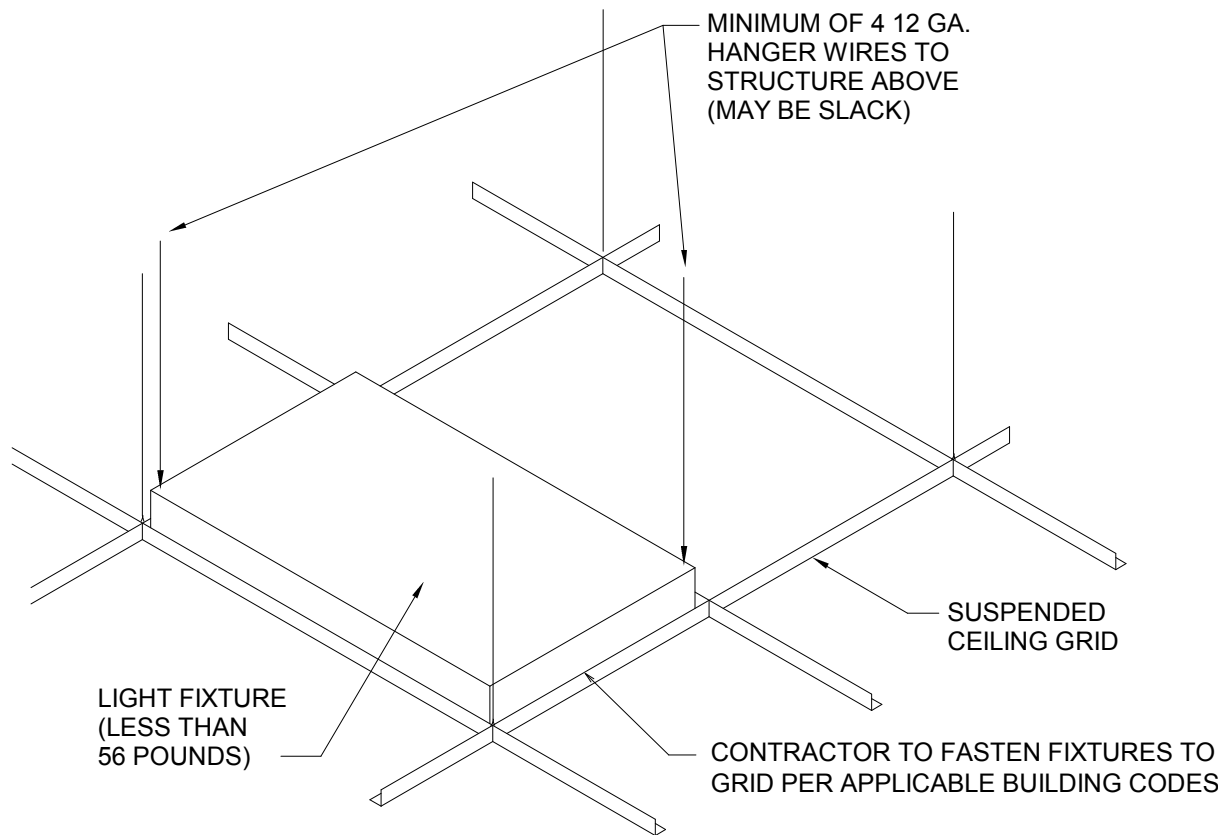 MINIMUM OF 4 12 GA.
HANGER WIRES TO
STRUCTURE ABOVE
(MAY BE SLACK)
SUSPENDED
CEILING GRID
LIGHT FIXTURE
(LESS THAN
56 POUNDS)
CONTRACTOR TO FASTEN FIXTURES TO
GRID PER APPLICABLE BUILDING CODES